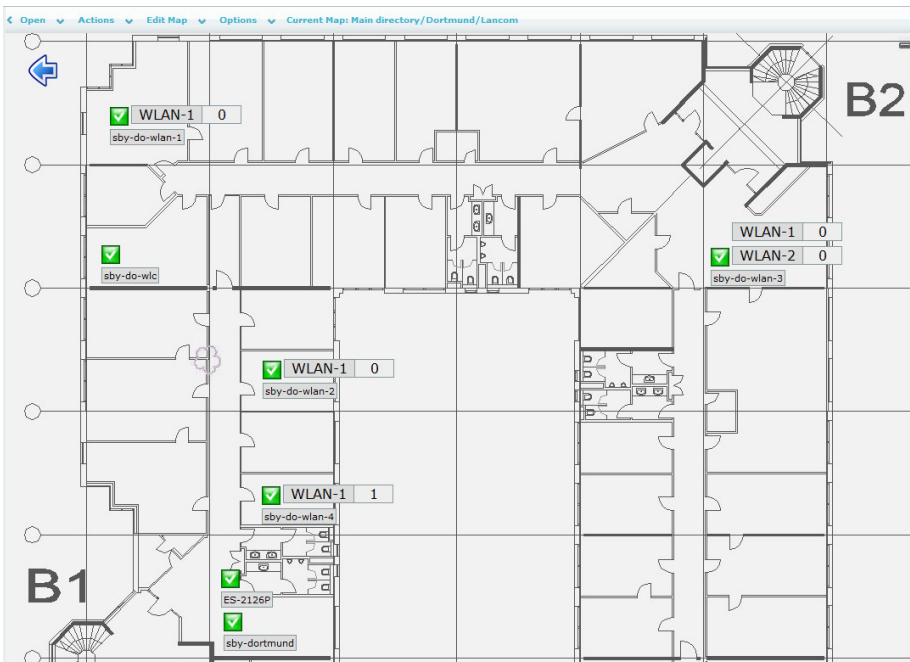 Open Actions Edit Map Options Current Map: Main directory/Dortmund/Lancom
B2
WLAN-1 0
sby-do-wlan-1
WLAN-1 0
WLAN-2 0
sby-do-wlan-3
sby-do-wlc
WLAN-1 0
sby-do-wlan-2
WLAN-1 1
sby-do-wlan-4
B1
ES-2126P
sby-dortmund